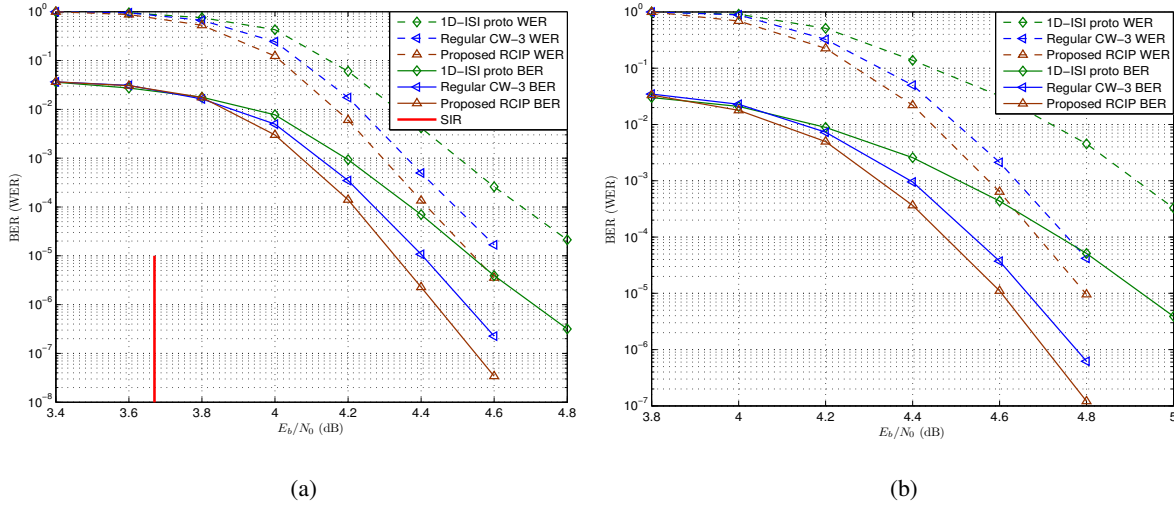 10^0
10^-1
10^-2
10^-3
10^-4
10^-5
10^-6
10^-7
10^-8
BER (WER)
3.4 3.6 3.8 4 4.2 4.4 4.6 4.8
E_b/N_0 (dB)
1D-ISI proto WER
Regular CW-3 WER
Proposed RCIP WER
1D-ISI proto BER
Regular CW-3 BER
Proposed RCIP BER
SIR
(a)
10^0
10^-1
10^-2
10^-3
10^-4
10^-5
10^-6
10^-7
BER (WER)
3.8 4 4.2 4.4 4.6 4.8 5
E_b/N_0 (dB)
1D-ISI proto WER
Regular CW-3 WER
Proposed RCIP WER
1D-ISI proto BER
Regular CW-3 BER
Proposed RCIP BER
(b)